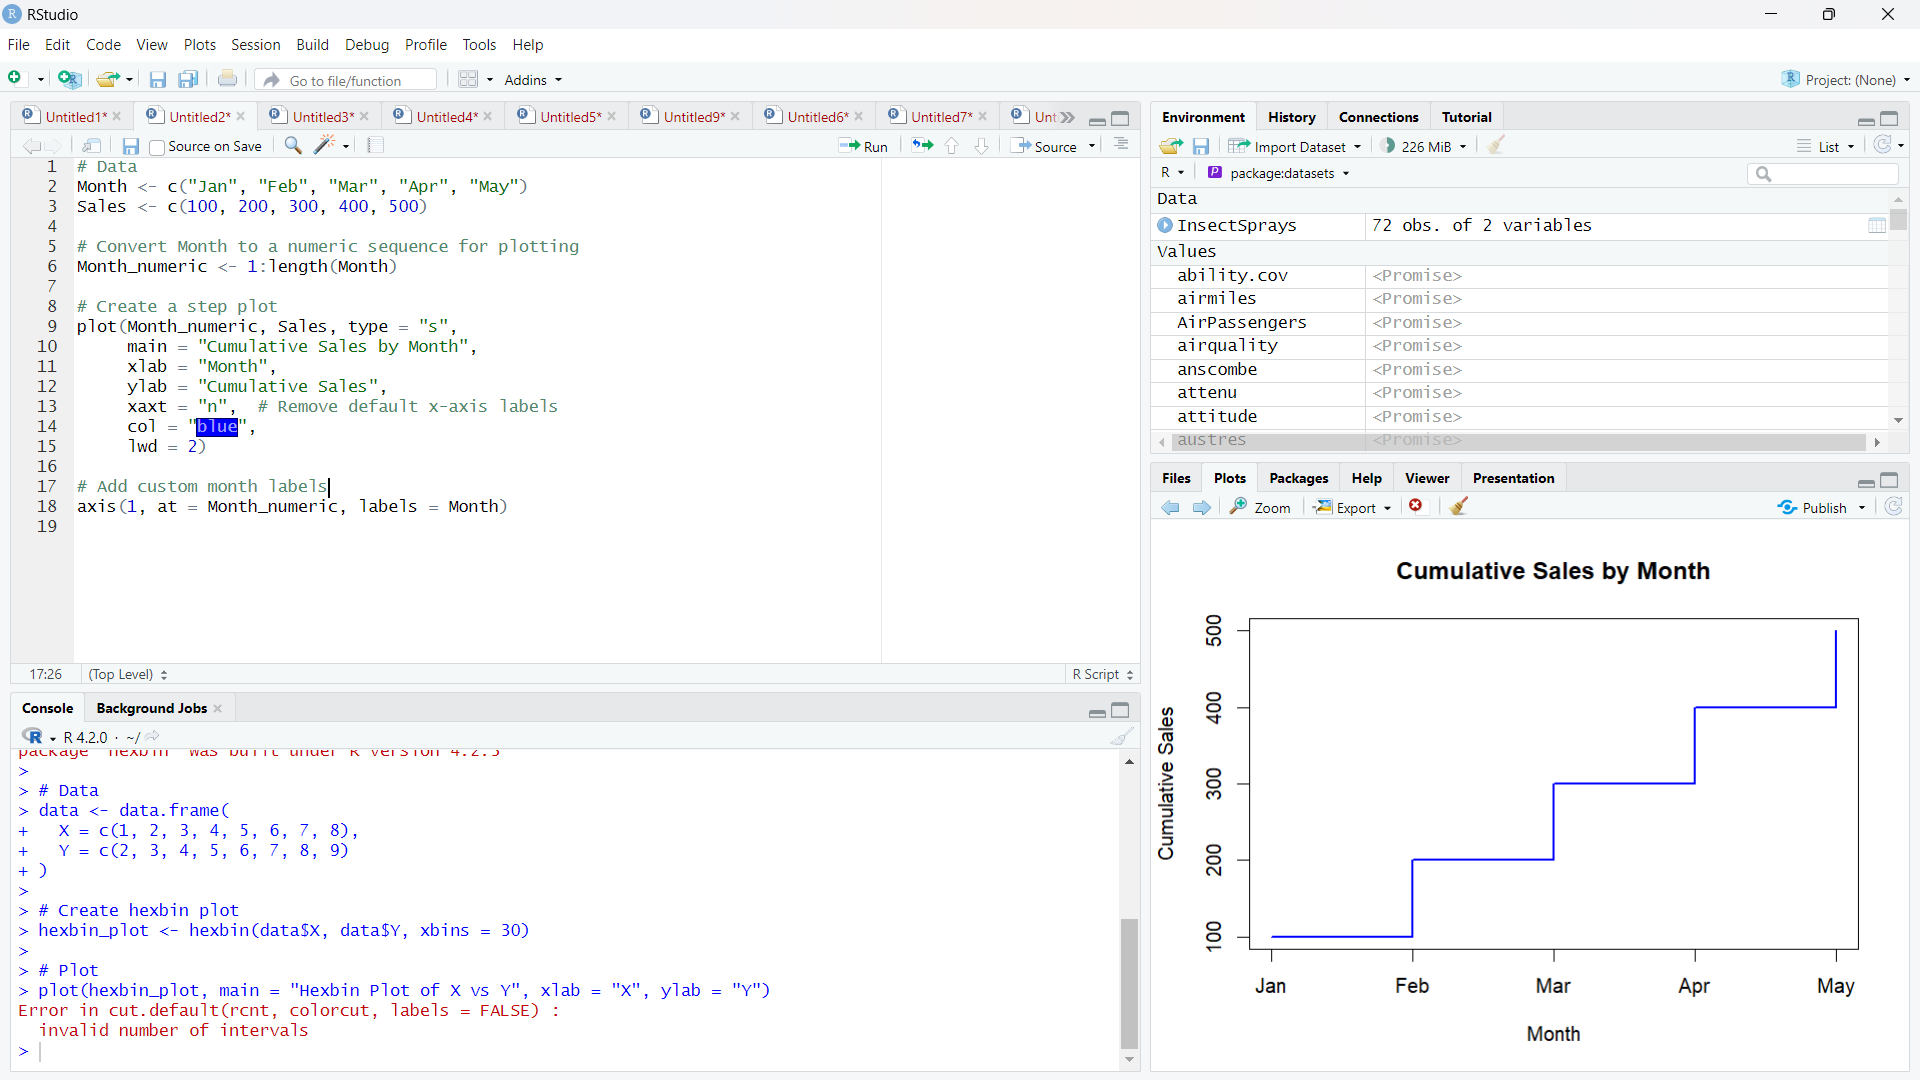 RStudio
File Edit Code View Plots Session Build Debug Profile Tools Help
Go to file/function Addins Project: (None)
Untitled1* Untitled2* Untitled3* Untitled4* Untitled5* Untitled9* Untitled6* Untitled7* Unt
Source on Save Run Source
1 # Data
2 Month <- c("Jan", "Feb", "Mar", "Apr", "May")
3 Sales <- c(100, 200, 300, 400, 500)
4
5 # Convert Month to a numeric sequence for plotting
6 Month_numeric <- 1:length(Month)
7
8 # Create a step plot
9 plot(Month_numeric, Sales, type = "s",
10 main = "Cumulative Sales by Month",
11 xlab = "Month",
12 ylab = "Cumulative Sales",
13 xaxt = "n", # Remove default x-axis labels
14 col = "blue",
15 lwd = 2)
16
17 # Add custom month labels
18 axis(1, at = Month_numeric, labels = Month)
19
17:26 (Top Level) R Script
Console Background Jobs
R 4.2.0 · ~/
package 'hexbin' was built under R version 4.2.3
>
> # Data
> data <- data.frame(
+ X = c(1, 2, 3, 4, 5, 6, 7, 8),
+ Y = c(2, 3, 4, 5, 6, 7, 8, 9)
+ )
>
> # Create hexbin plot
> hexbin_plot <- hexbin(data$X, data$Y, xbins = 30)
>
> # Plot
> plot(hexbin_plot, main = "Hexbin Plot of X vs Y", xlab = "X", ylab = "Y")
Error in cut.default(rcnt, colorcut, labels = FALSE) :
invalid number of intervals
>
Environment History Connections Tutorial
Import Dataset 226 MiB List
R package:datasets
Data
InsectSprays 72 obs. of 2 variables
Values
ability.cov <Promise>
airmiles <Promise>
AirPassengers <Promise>
airquality <Promise>
anscombe <Promise>
attenu <Promise>
attitude <Promise>
austres <Promise>
Files Plots Packages Help Viewer Presentation
Zoom Export Publish
Cumulative Sales by Month
Cumulative Sales
500
400
300
200
100
Jan Feb Mar Apr May
Month